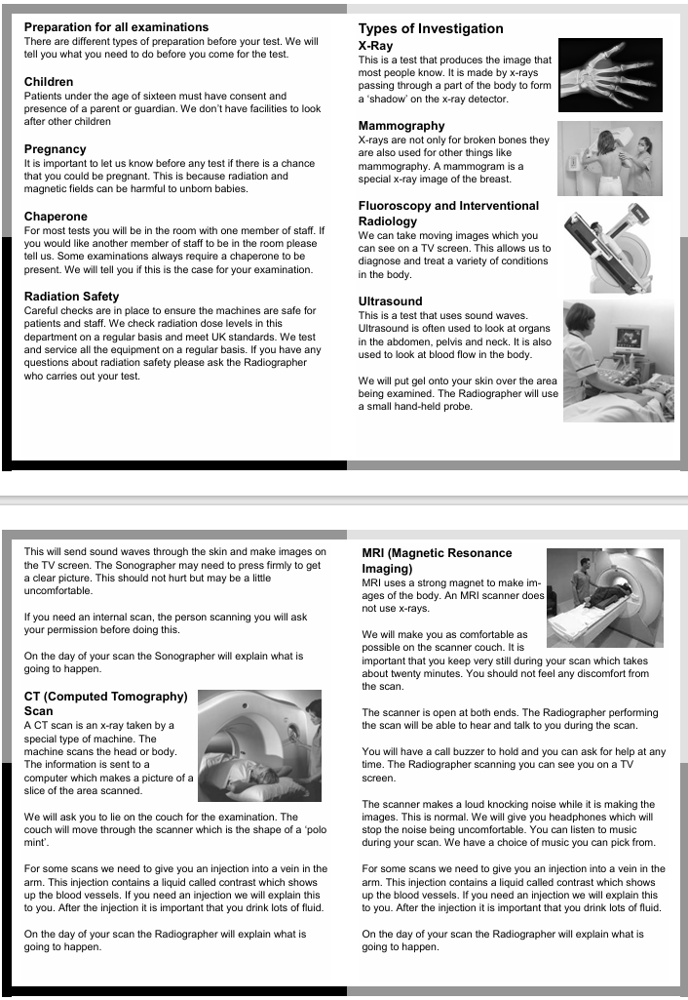 Preparation for all examinations
There are different types of preparation before your test. We will
tell you what you need to do before you come for the test.
Children
Patients under the age of sixteen must have consent and
presence of a parent or guardian. We don’t have facilities to look
after other children
Pregnancy
It is important to let us know before any test if there is a chance
that you could be pregnant. This is because radiation and
magnetic fields can be harmful to unborn babies.
Chaperone
For most tests you will be in the room with one member of staff. If
you would like another member of staff to be in the room please
tell us. Some examinations always require a chaperone to be
present. We will tell you if this is the case for your examination.
Radiation Safety
Careful checks are in place to ensure the machines are safe for
patients and staff. We check radiation dose levels in this
department on a regular basis and meet UK standards. We test
and service all the equipment on a regular basis. If you have any
questions about radiation safety please ask the Radiographer
who carries out your test.
Types of Investigation
X-Ray
This is a test that produces the image that
most people know. It is made by x-rays
passing through a part of the body to form
a ‘shadow’ on the x-ray detector.
Mammography
X-rays are not only for broken bones they
are also used for other things like
mammography. A mammogram is a
special x-ray image of the breast.
Fluoroscopy and Interventional
Radiology
We can take moving images which you
can see on a TV screen. This allows us to
diagnose and treat a variety of conditions
in the body.
Ultrasound
This is a test that uses sound waves.
Ultrasound is often used to look at organs
in the abdomen, pelvis and neck. It is also
used to look at blood flow in the body.
We will put gel onto your skin over the area
being examined. The Radiographer will use
a small hand-held probe.
This will send sound waves through the skin and make images on
the TV screen. The Sonographer may need to press firmly to get
a clear picture. This should not hurt but may be a little
uncomfortable.
If you need an internal scan, the person scanning you will ask
your permission before doing this.
On the day of your scan the Sonographer will explain what is
going to happen.
CT (Computed Tomography)
Scan
A CT scan is an x-ray taken by a
special type of machine. The
machine scans the head or body.
The information is sent to a
computer which makes a picture of a
slice of the area scanned.
We will ask you to lie on the couch for the examination. The
couch will move through the scanner which is the shape of a ‘polo
mint’.
For some scans we need to give you an injection into a vein in the
arm. This injection contains a liquid called contrast which shows
up the blood vessels. If you need an injection we will explain this
to you. After the injection it is important that you drink lots of fluid.
On the day of your scan the Radiographer will explain what is
going to happen.
MRI (Magnetic Resonance
Imaging)
MRI uses a strong magnet to make im-
ages of the body. An MRI scanner does
not use x-rays.
We will make you as comfortable as
possible on the scanner couch. It is
important that you keep very still during your scan which takes
about twenty minutes. You should not feel any discomfort from
the scan.
The scanner is open at both ends. The Radiographer performing
the scan will be able to hear and talk to you during the scan.
You will have a call buzzer to hold and you can ask for help at any
time. The Radiographer scanning you can see you on a TV
screen.
The scanner makes a loud knocking noise while it is making the
images. This is normal. We will give you headphones which will
stop the noise being uncomfortable. You can listen to music
during your scan. We have a choice of music you can pick from.
For some scans we need to give you an injection into a vein in the
arm. This injection contains a liquid called contrast which shows
up the blood vessels. If you need an injection we will explain this
to you. After the injection it is important that you drink lots of fluid.
On the day of your scan the Radiographer will explain what is
going to happen.